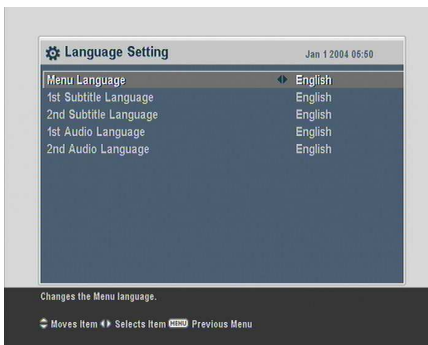 Language Setting Jan 1 2004 05:50
Menu Language English
1st Subtitle Language English
2nd Subtitle Language English
1st Audio Language English
2nd Audio Language English
Changes the Menu language.
Moves Item Selects Item MENU Previous Menu